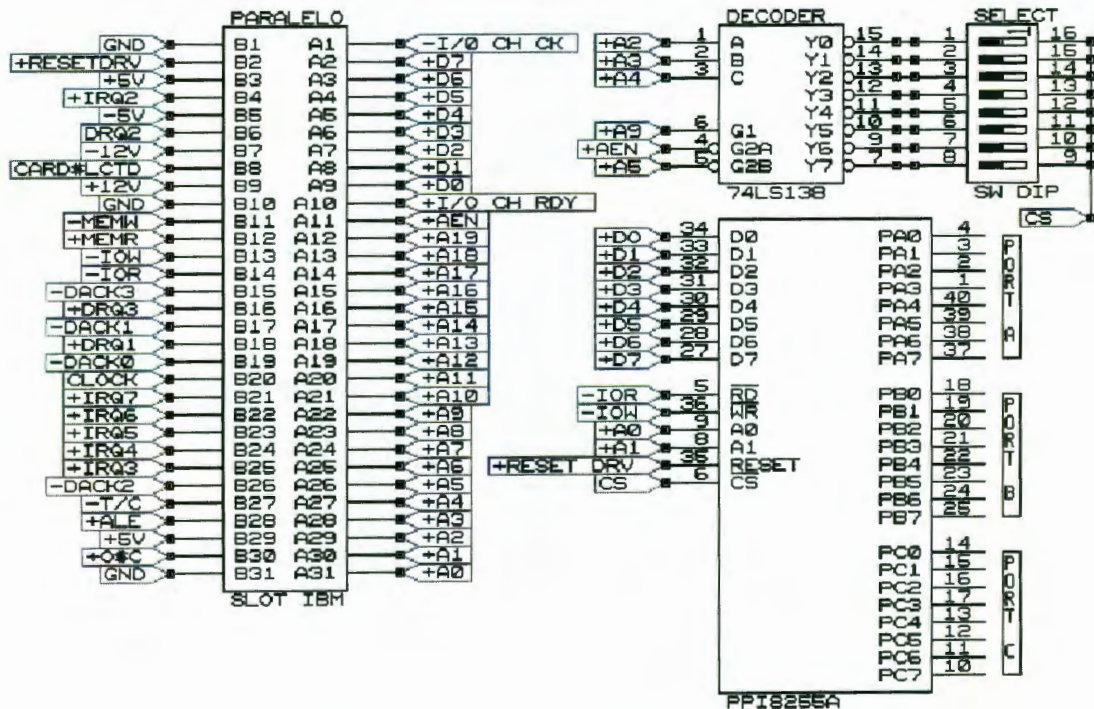 PARALELO
GND B1 A1 -I/0 CH CK
+RESETDRV B2 A2 +D7
+5V B3 A3 +D6
+IRQ2 B4 A4 +D5
-5V B5 A5 +D4
DRQ2 B6 A6 +D3
-12V B7 A7 +D2
CARD#LCTD B8 A8 +D1
+12V B9 A9 +D0
GND B10 A10 +I/O CH RDY
-MEMW B11 A11 +AEN
+MEMR B12 A12 +A19
-IOW B13 A13 +A18
-IOR B14 A14 +A17
-DACK3 B15 A15 +A16
+DRQ3 B16 A16 +A15
-DACK1 B17 A17 +A14
+DRQ1 B18 A18 +A13
-DACK0 B19 A19 +A12
CLOCK B20 A20 +A11
+IRQ7 B21 A21 +A10
+IRQ6 B22 A22 +A9
+IRQ5 B23 A23 +A8
+IRQ4 B24 A24 +A7
+IRQ3 B25 A25 +A6
-DACK2 B26 A26 +A5
-T/C B27 A27 +A4
+ALE B28 A28 +A3
+5V B29 A29 +A2
+O#C B30 A30 +A1
GND B31 A31 +A0
SLOT IBM
DECODER
+A2 1 A Y0 15
+A3 2 B Y1 14
+A4 3 C Y2 13
Y3 12
Y4 11
+A9 6 G1 Y5 10
+AEN 4 G2A Y6 9
+A5 5 G2B Y7 7
74LS138
SELECT
1 16
2 15
3 14
4 13
5 12
6 11
7 10
8 9
SW DIP
CS
+D0 34 D0 PA0 4
+D1 33 D1 PA1 3
+D2 32 D2 PA2 2
+D3 31 D3 PA3 1
+D4 30 D4 PA4 40
+D5 29 D5 PA5 39
+D6 28 D6 PA6 38
+D7 27 D7 PA7 37
PORT A
-IOR 5 RD PB0 18
-IOW 36 WR PB1 19
+A0 9 A0 PB2 20
+A1 8 A1 PB3 21
+RESET DRV 35 RESET PB4 22
CS 6 CS PB5 23
PB6 24
PB7 25
PORT B
PC0 14
PC1 15
PC2 16
PC3 17
PC4 13
PC5 12
PC6 11
PC7 10
PORT C
PPI8255A